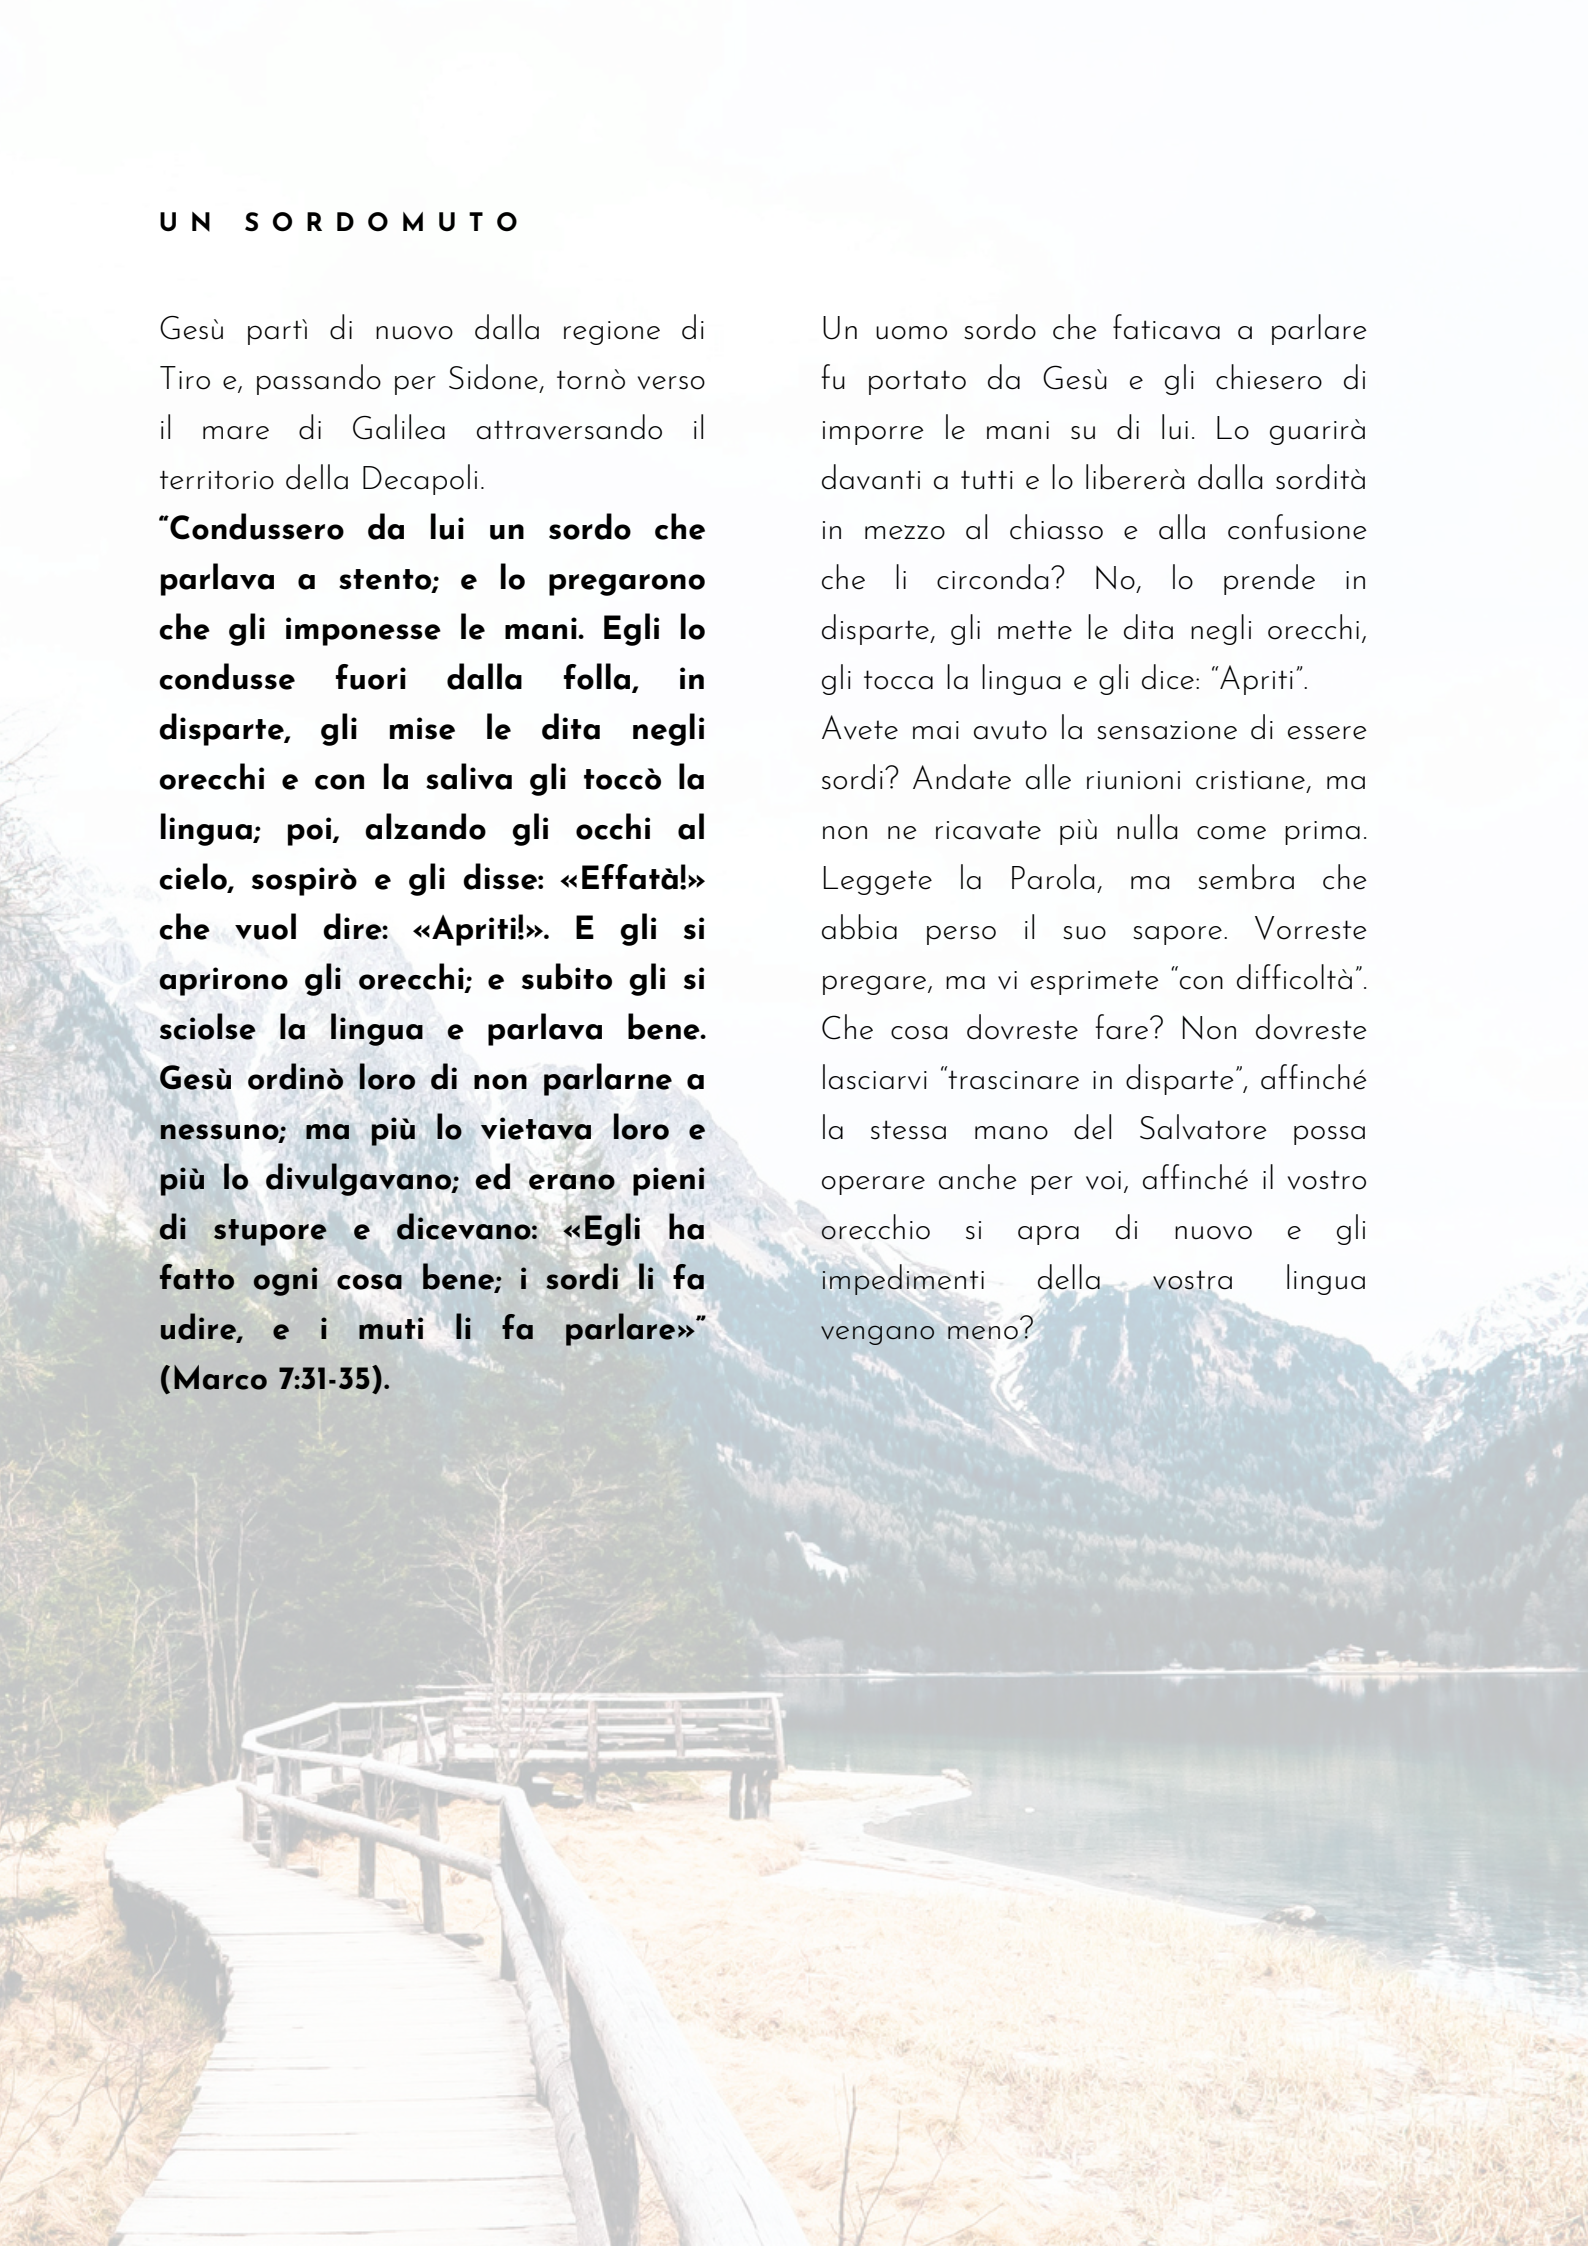 UN SORDOMUTO
Gesù partì di nuovo dalla regione di
Tiro e, passando per Sidone, tornò verso
il mare di Galilea attraversando il
territorio della Decapoli.
“Condussero da lui un sordo che
parlava a stento; e lo pregarono
che gli imponesse le mani. Egli lo
condusse fuori dalla folla, in
disparte, gli mise le dita negli
orecchi e con la saliva gli toccò la
lingua; poi, alzando gli occhi al
cielo, sospirò e gli disse: «Effatà!»
che vuol dire: «Apriti!». E gli si
aprirono gli orecchi; e subito gli si
sciolse la lingua e parlava bene.
Gesù ordinò loro di non parlarne a
nessuno; ma più lo vietava loro e
più lo divulgavano; ed erano pieni
di stupore e dicevano: «Egli ha
fatto ogni cosa bene; i sordi li fa
udire, e i muti li fa parlare»”
(Marco 7:31-35).
Un uomo sordo che faticava a parlare
fu portato da Gesù e gli chiesero di
imporre le mani su di lui. Lo guarirà
davanti a tutti e lo libererà dalla sordità
in mezzo al chiasso e alla confusione
che li circonda? No, lo prende in
disparte, gli mette le dita negli orecchi,
gli tocca la lingua e gli dice: “Apriti”.
Avete mai avuto la sensazione di essere
sordi? Andate alle riunioni cristiane, ma
non ne ricavate più nulla come prima.
Leggete la Parola, ma sembra che
abbia perso il suo sapore. Vorreste
pregare, ma vi esprimete “con difficoltà”.
Che cosa dovreste fare? Non dovreste
lasciarvi “trascinare in disparte”, affinché
la stessa mano del Salvatore possa
operare anche per voi, affinché il vostro
orecchio si apra di nuovo e gli
impedimenti della vostra lingua
vengano meno?